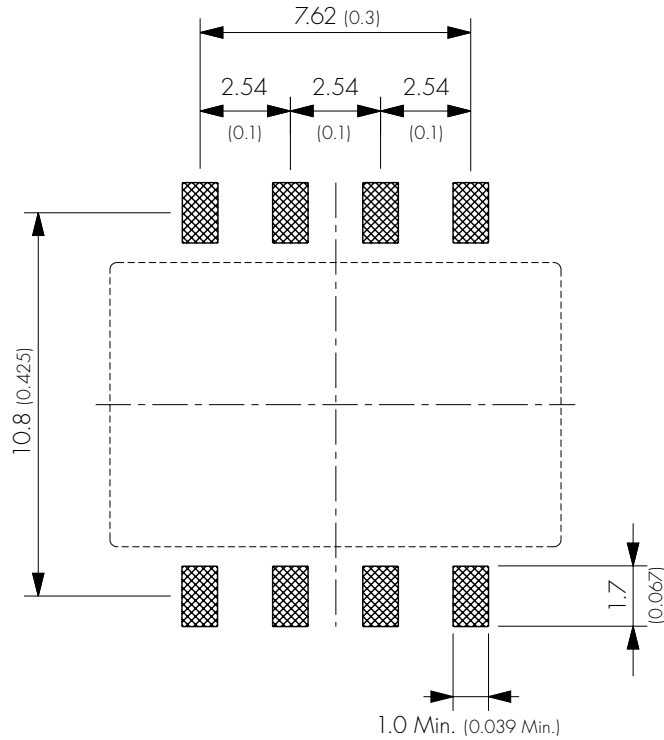 7.62 (0.3)
2.54 2.54 2.54
(0.1) (0.1) (0.1)
10.8 (0.425)
1.7
(0.067)
1.0 Min. (0.039 Min.)